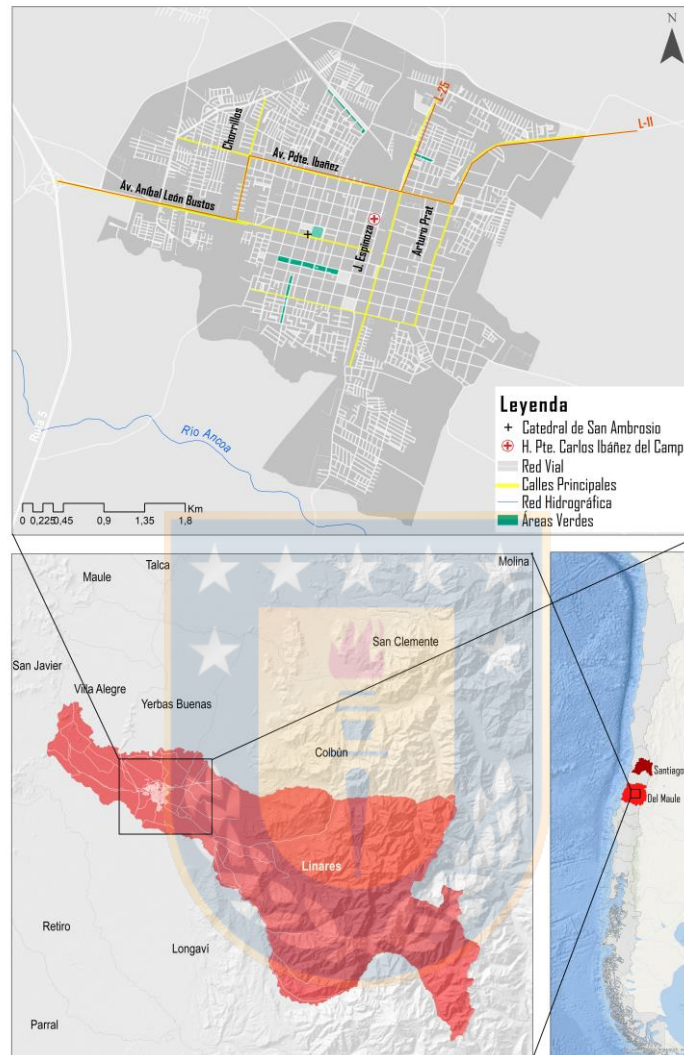 N
L-25
L-11
Chorrillos
Av. Pdte. Ibañez
Av. Aníbal León Bustos
J. Espinoza
Arturo Prat
Río Ancoa
Ruta 5
Leyenda
Catedral de San Ambrosio
H. Pte. Carlos Ibáñez del Camp
Red Vial
Calles Principales
Red Hidrográfica
Áreas Verdes
Km
0 0,225 0,45 0,9 1,35 1,8
Talca
Molina
Maule
San Clemente
San Javier
Villa Alegre
Yerbas Buenas
Colbún
Linares
Retiro
Longaví
Parral
Santiago
Del Maule